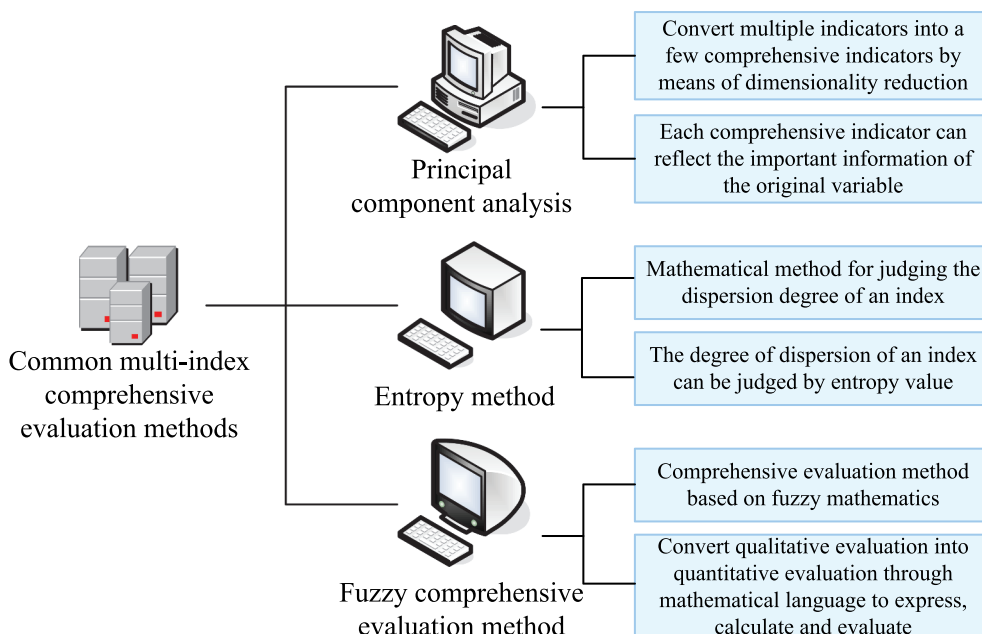 Common multi-index
comprehensive
evaluation methods
Principal
component analysis
Convert multiple indicators into a
few comprehensive indicators by
means of dimensionality reduction
Each comprehensive indicator can
reflect the important information of
the original variable
Entropy method
Mathematical method for judging the
dispersion degree of an index
The degree of dispersion of an index
can be judged by entropy value
Fuzzy comprehensive
evaluation method
Comprehensive evaluation method
based on fuzzy mathematics
Convert qualitative evaluation into
quantitative evaluation through
mathematical language to express,
calculate and evaluate